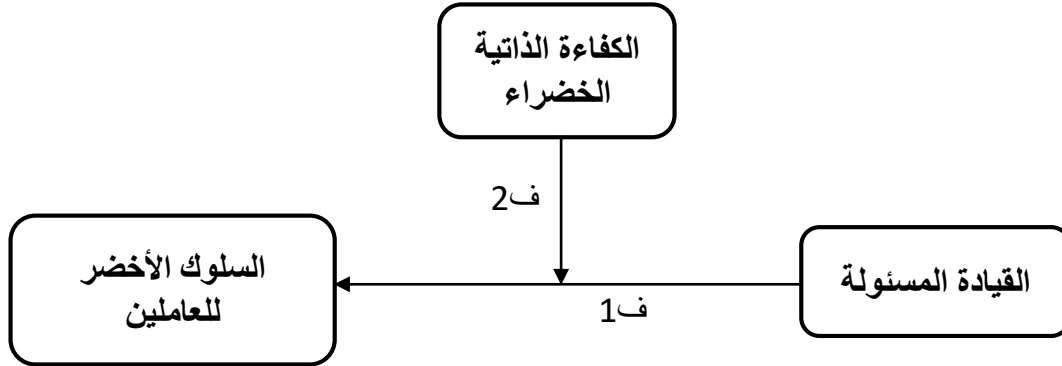 الكفاءة الذاتية
الخضراء
ف2
القيادة المسئولة
ف1
السلوك الأخضر
للعاملين